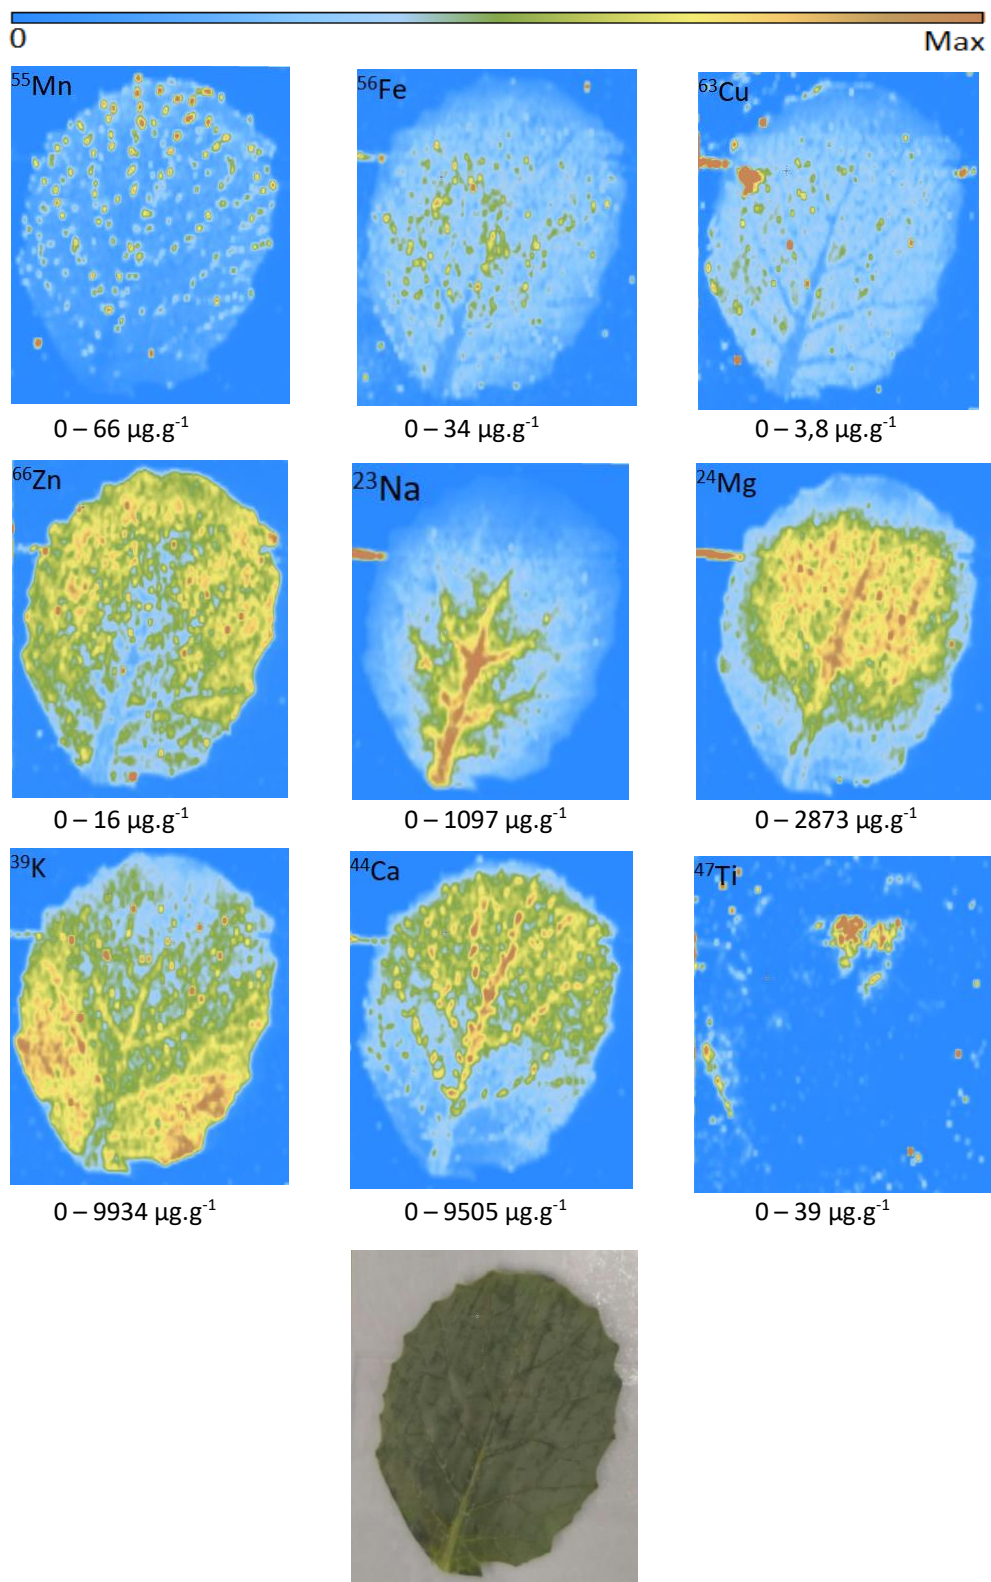 0 Max
⁵⁵Mn ⁵⁶Fe ⁶³Cu
0 – 66 µg.g⁻¹ 0 – 34 µg.g⁻¹ 0 – 3,8 µg.g⁻¹
⁶⁶Zn ²³Na ²⁴Mg
0 – 16 µg.g⁻¹ 0 – 1097 µg.g⁻¹ 0 – 2873 µg.g⁻¹
³⁹K ⁴⁴Ca ⁴⁷Ti
0 – 9934 µg.g⁻¹ 0 – 9505 µg.g⁻¹ 0 – 39 µg.g⁻¹